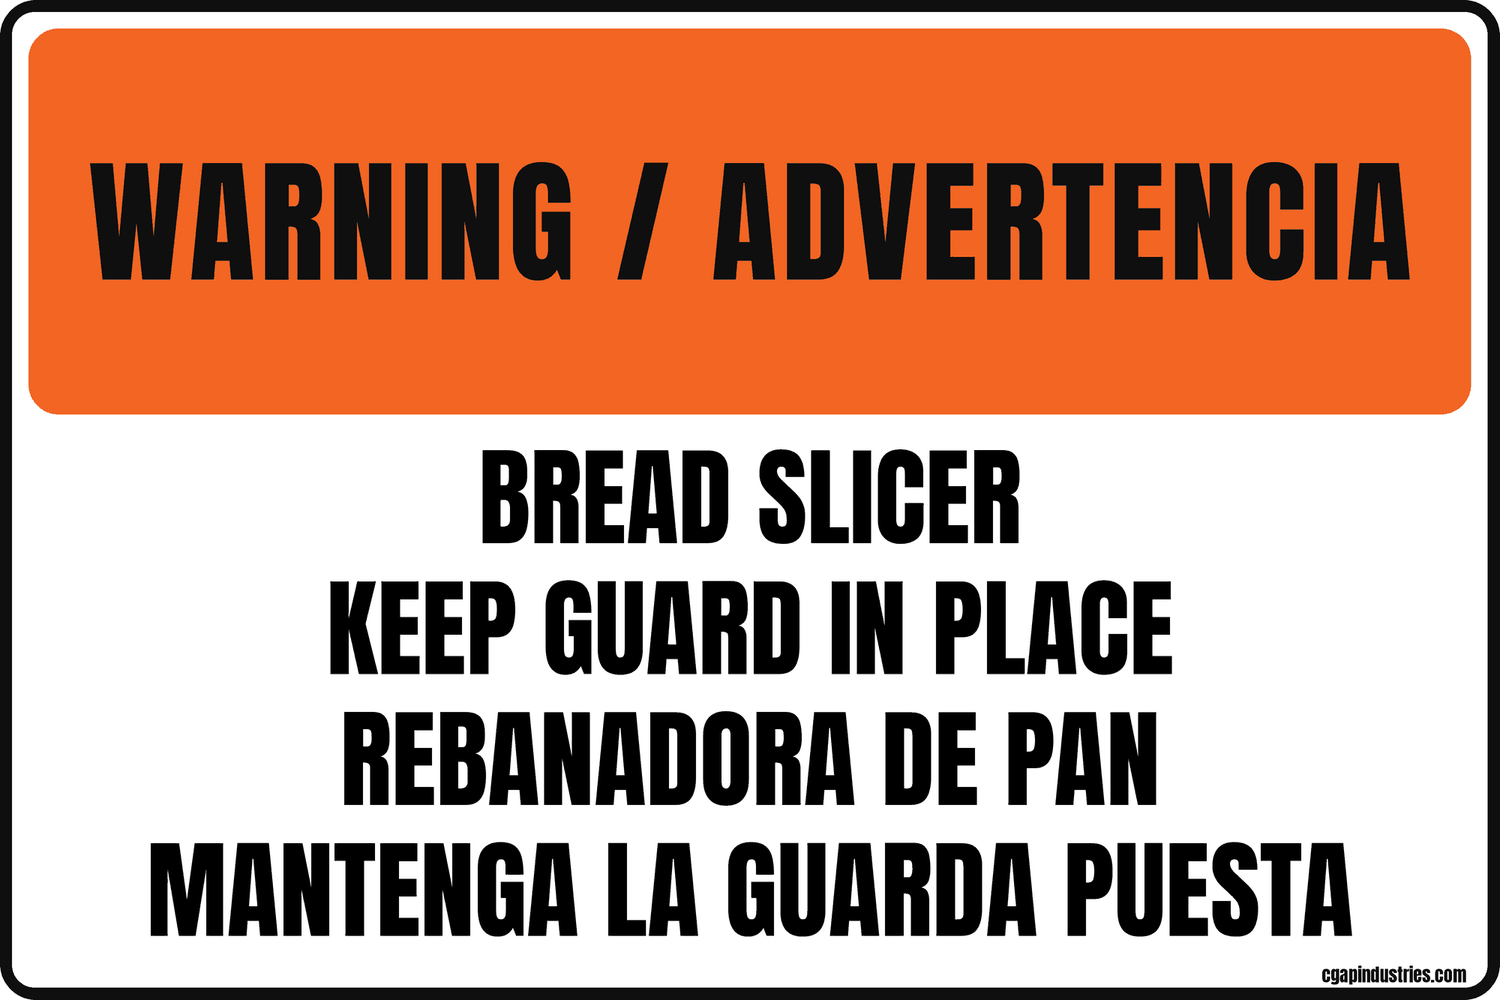 WARNING / ADVERTENCIA
BREAD SLICER
KEEP GUARD IN PLACE
REBANADORA DE PAN
MANTENGA LA GUARDA PUESTA
cgapindustries.com